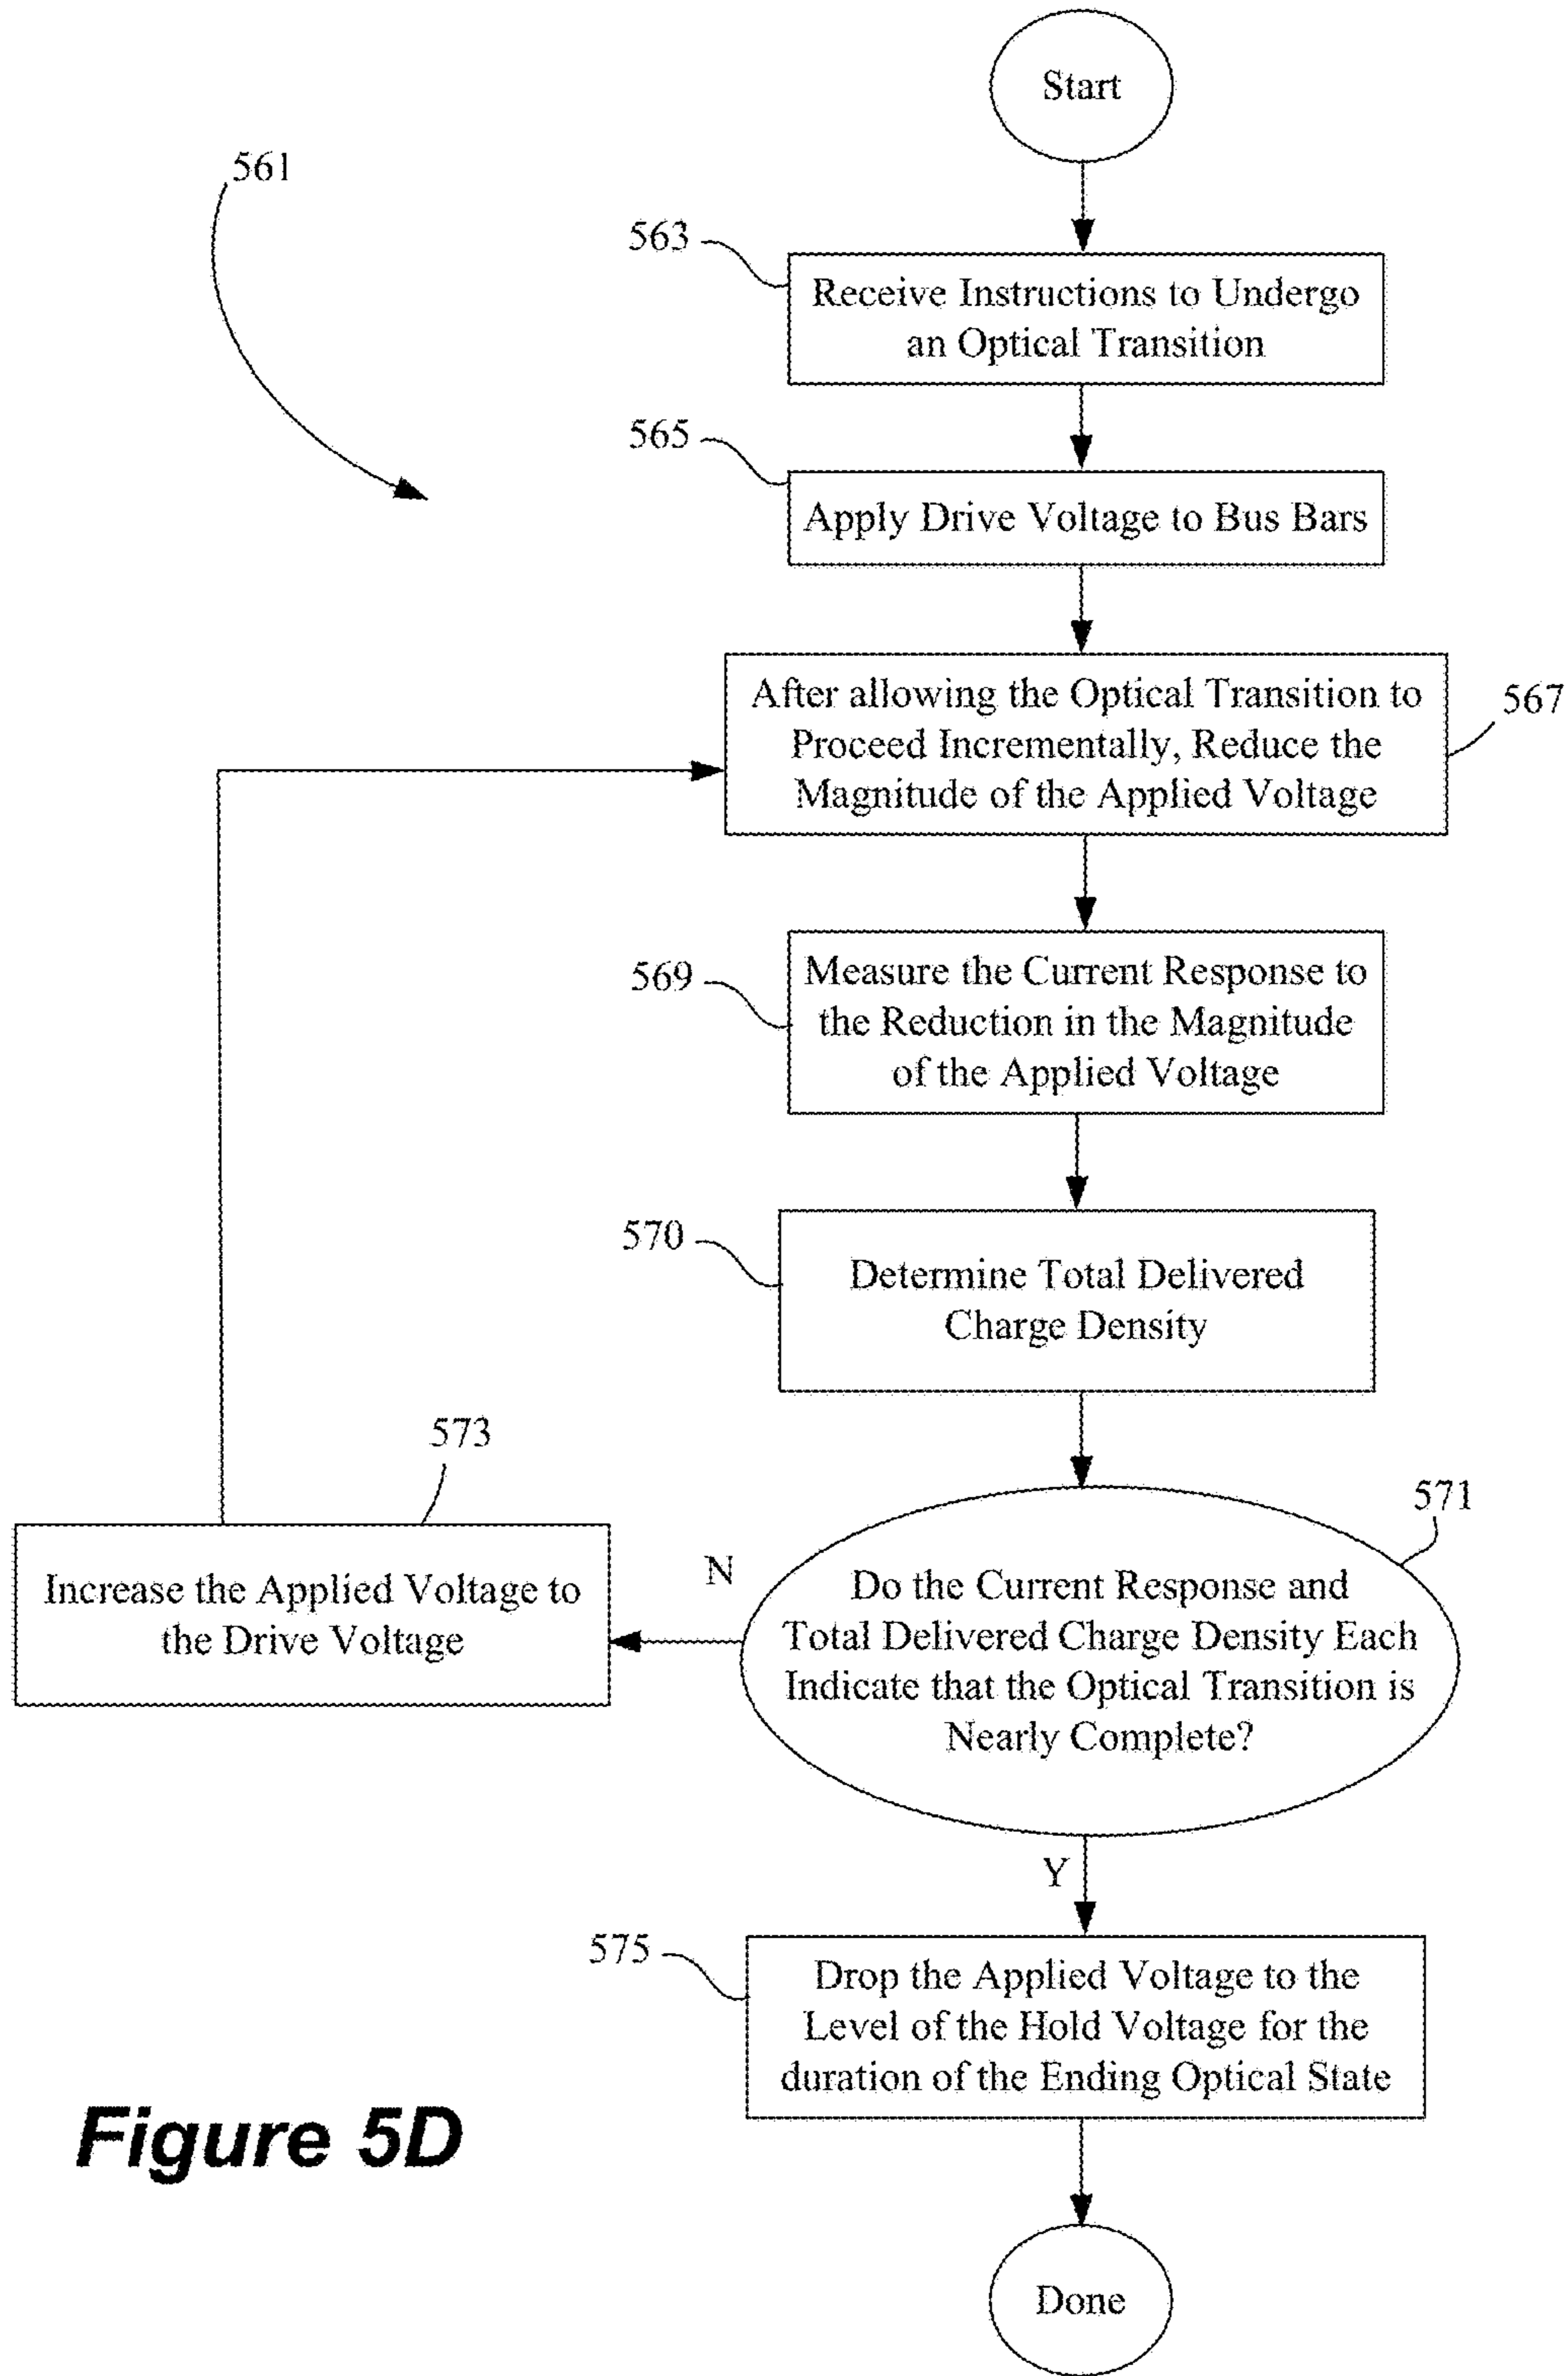 Start
561
563
Receive Instructions to Undergo
an Optical Transition
565
Apply Drive Voltage to Bus Bars
After allowing the Optical Transition to
Proceed Incrementally, Reduce the
Magnitude of the Applied Voltage
567
569
Measure the Current Response to
the Reduction in the Magnitude
of the Applied Voltage
570
Determine Total Delivered
Charge Density
573
Increase the Applied Voltage to
the Drive Voltage
N
571
Do the Current Response and
Total Delivered Charge Density Each
Indicate that the Optical Transition is
Nearly Complete?
Y
575
Drop the Applied Voltage to the
Level of the Hold Voltage for the
duration of the Ending Optical State
Figure 5D
Done